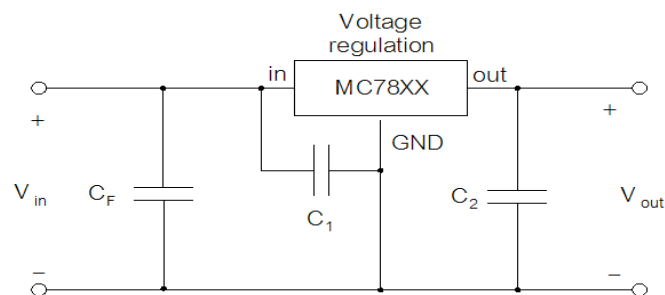 Voltage
regulation
in
MC78XX
out
+
GND
+
V in
C F
C 1
C 2
V out
−
−